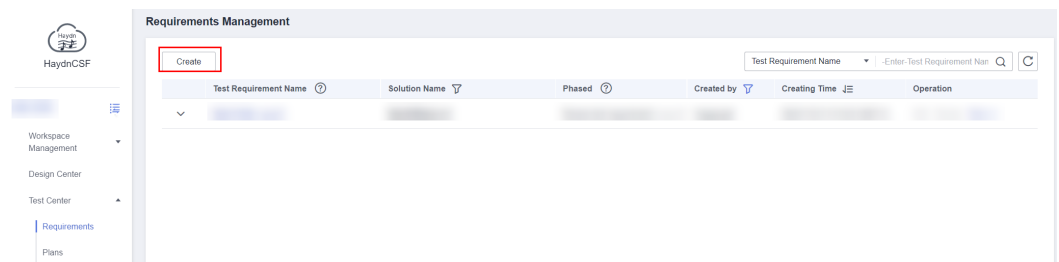 Haydn
HaydnCSF
Workspace
Management
Design Center
Test Center
Requirements
Plans
Requirements Management
Create
Test Requirement Name
-Enter-Test Requirement Nan
Test Requirement Name ? Solution Name Phased ? Created by Creating Time Operation